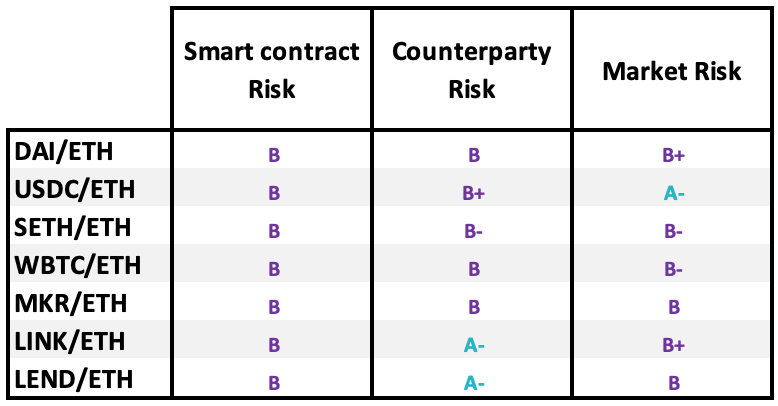 Smart contract Risk Counterparty Risk Market Risk
DAI/ETH B B B+
USDC/ETH B B+ A-
SETH/ETH B B- B-
WBTC/ETH B B B-
MKR/ETH B B B
LINK/ETH B A- B+
LEND/ETH B A- B